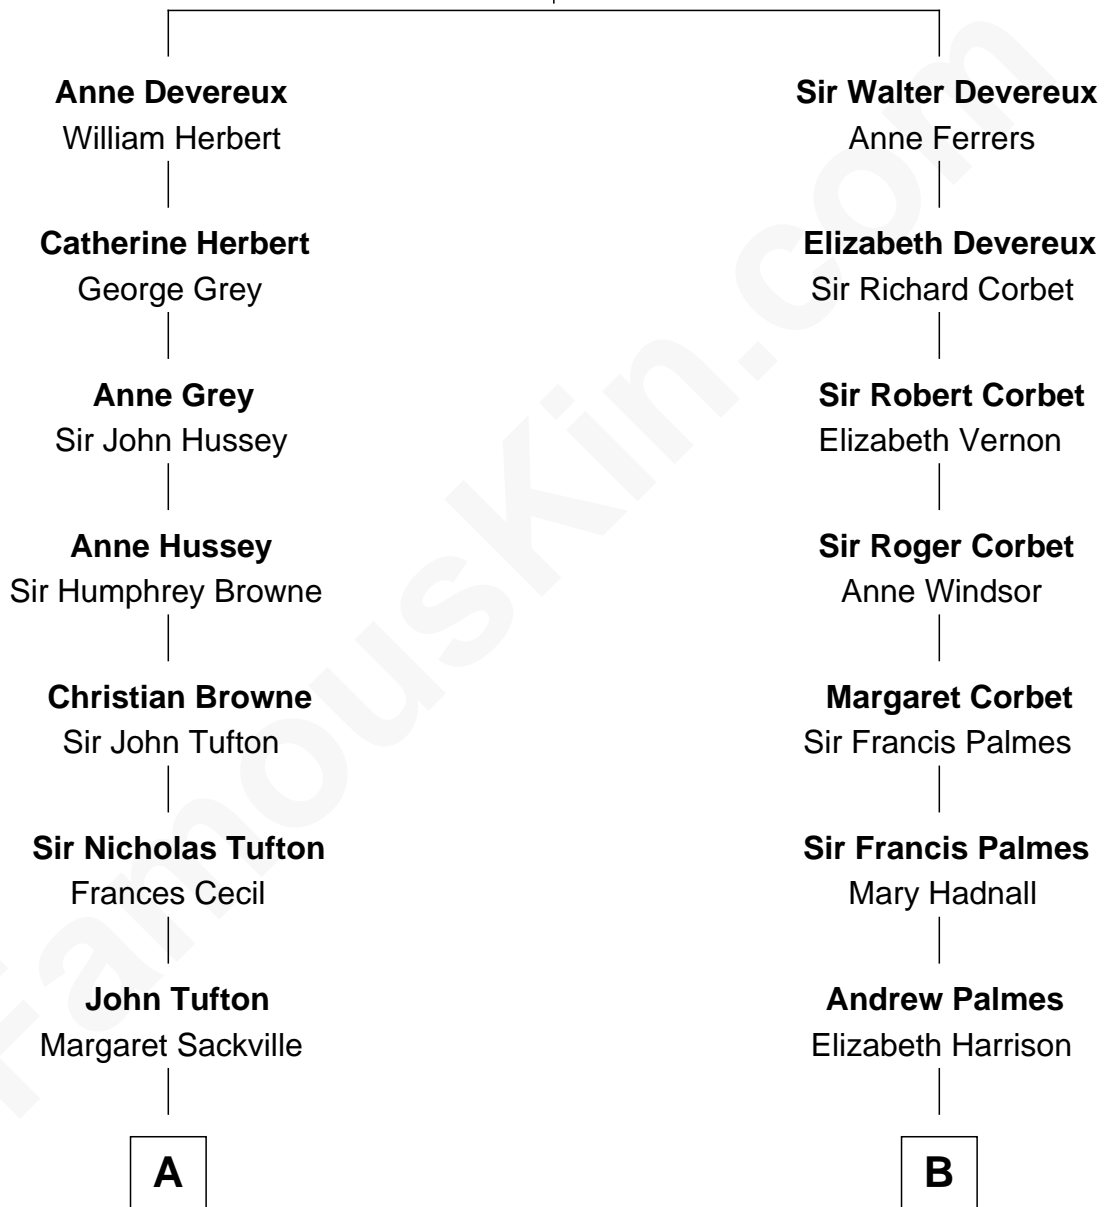 Anne Devereux
William Herbert
Sir Walter Devereux
Anne Ferrers
Catherine Herbert
George Grey
Elizabeth Devereux
Sir Richard Corbet
Anne Grey
Sir John Hussey
Sir Robert Corbet
Elizabeth Vernon
Anne Hussey
Sir Humphrey Browne
Sir Roger Corbet
Anne Windsor
Christian Browne
Sir John Tufton
Margaret Corbet
Sir Francis Palmes
Sir Nicholas Tufton
Frances Cecil
Sir Francis Palmes
Mary Hadnall
John Tufton
Margaret Sackville
Andrew Palmes
Elizabeth Harrison
A
B
FamousKin.com